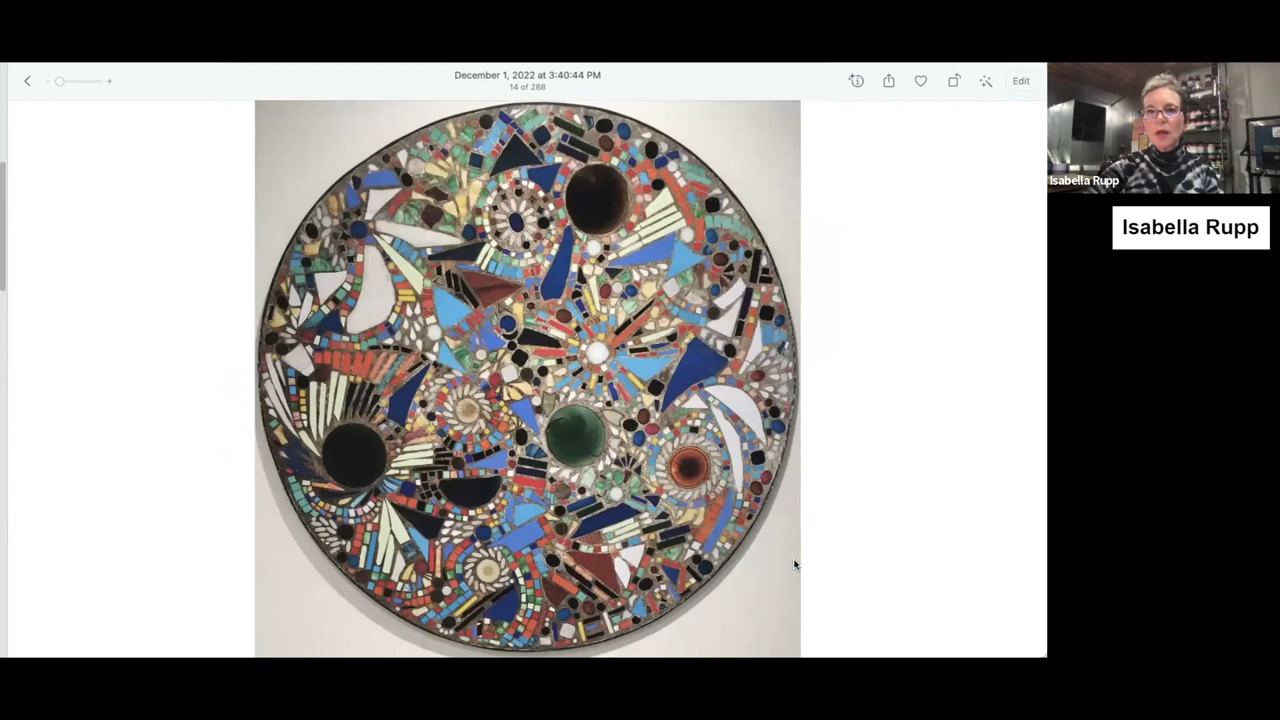 December 1, 2022 at 3:40:44 PM
14 of 288
Edit
Isabella Rupp
Isabella Rupp